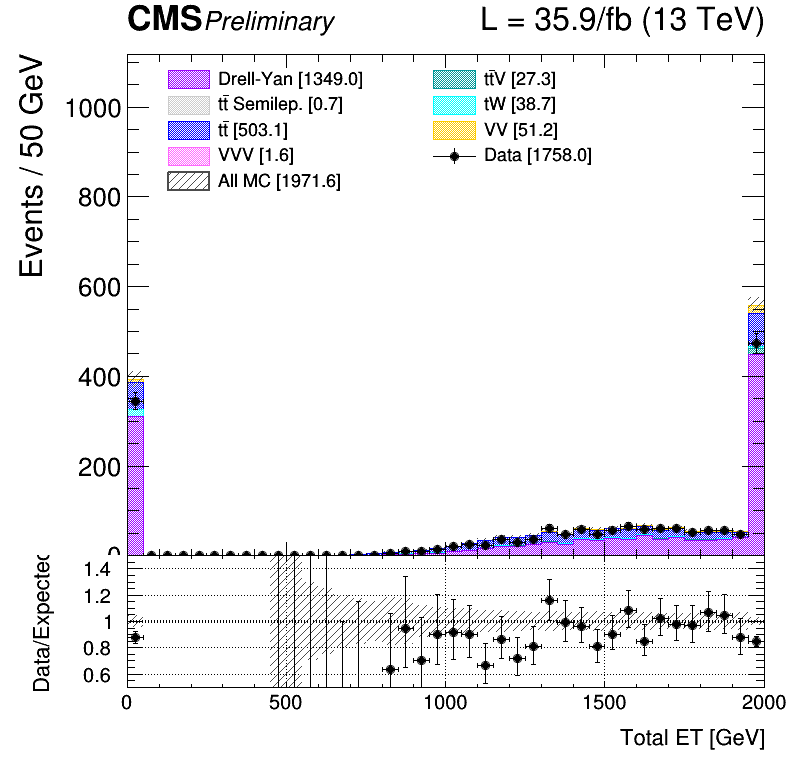 CMS Preliminary L = 35.9/fb (13 TeV)
Events / 50 GeV
Drell-Yan [1349.0]
tt̄ Semilep. [0.7]
tt̄ [503.1]
VVV [1.6]
All MC [1971.6]
tt̄V [27.3]
tW [38.7]
VV [51.2]
Data [1758.0]
1000
800
600
400
200
0
Data/Expected
1.4
1.2
1
0.8
0.6
0 500 1000 1500 2000
Total ET [GeV]